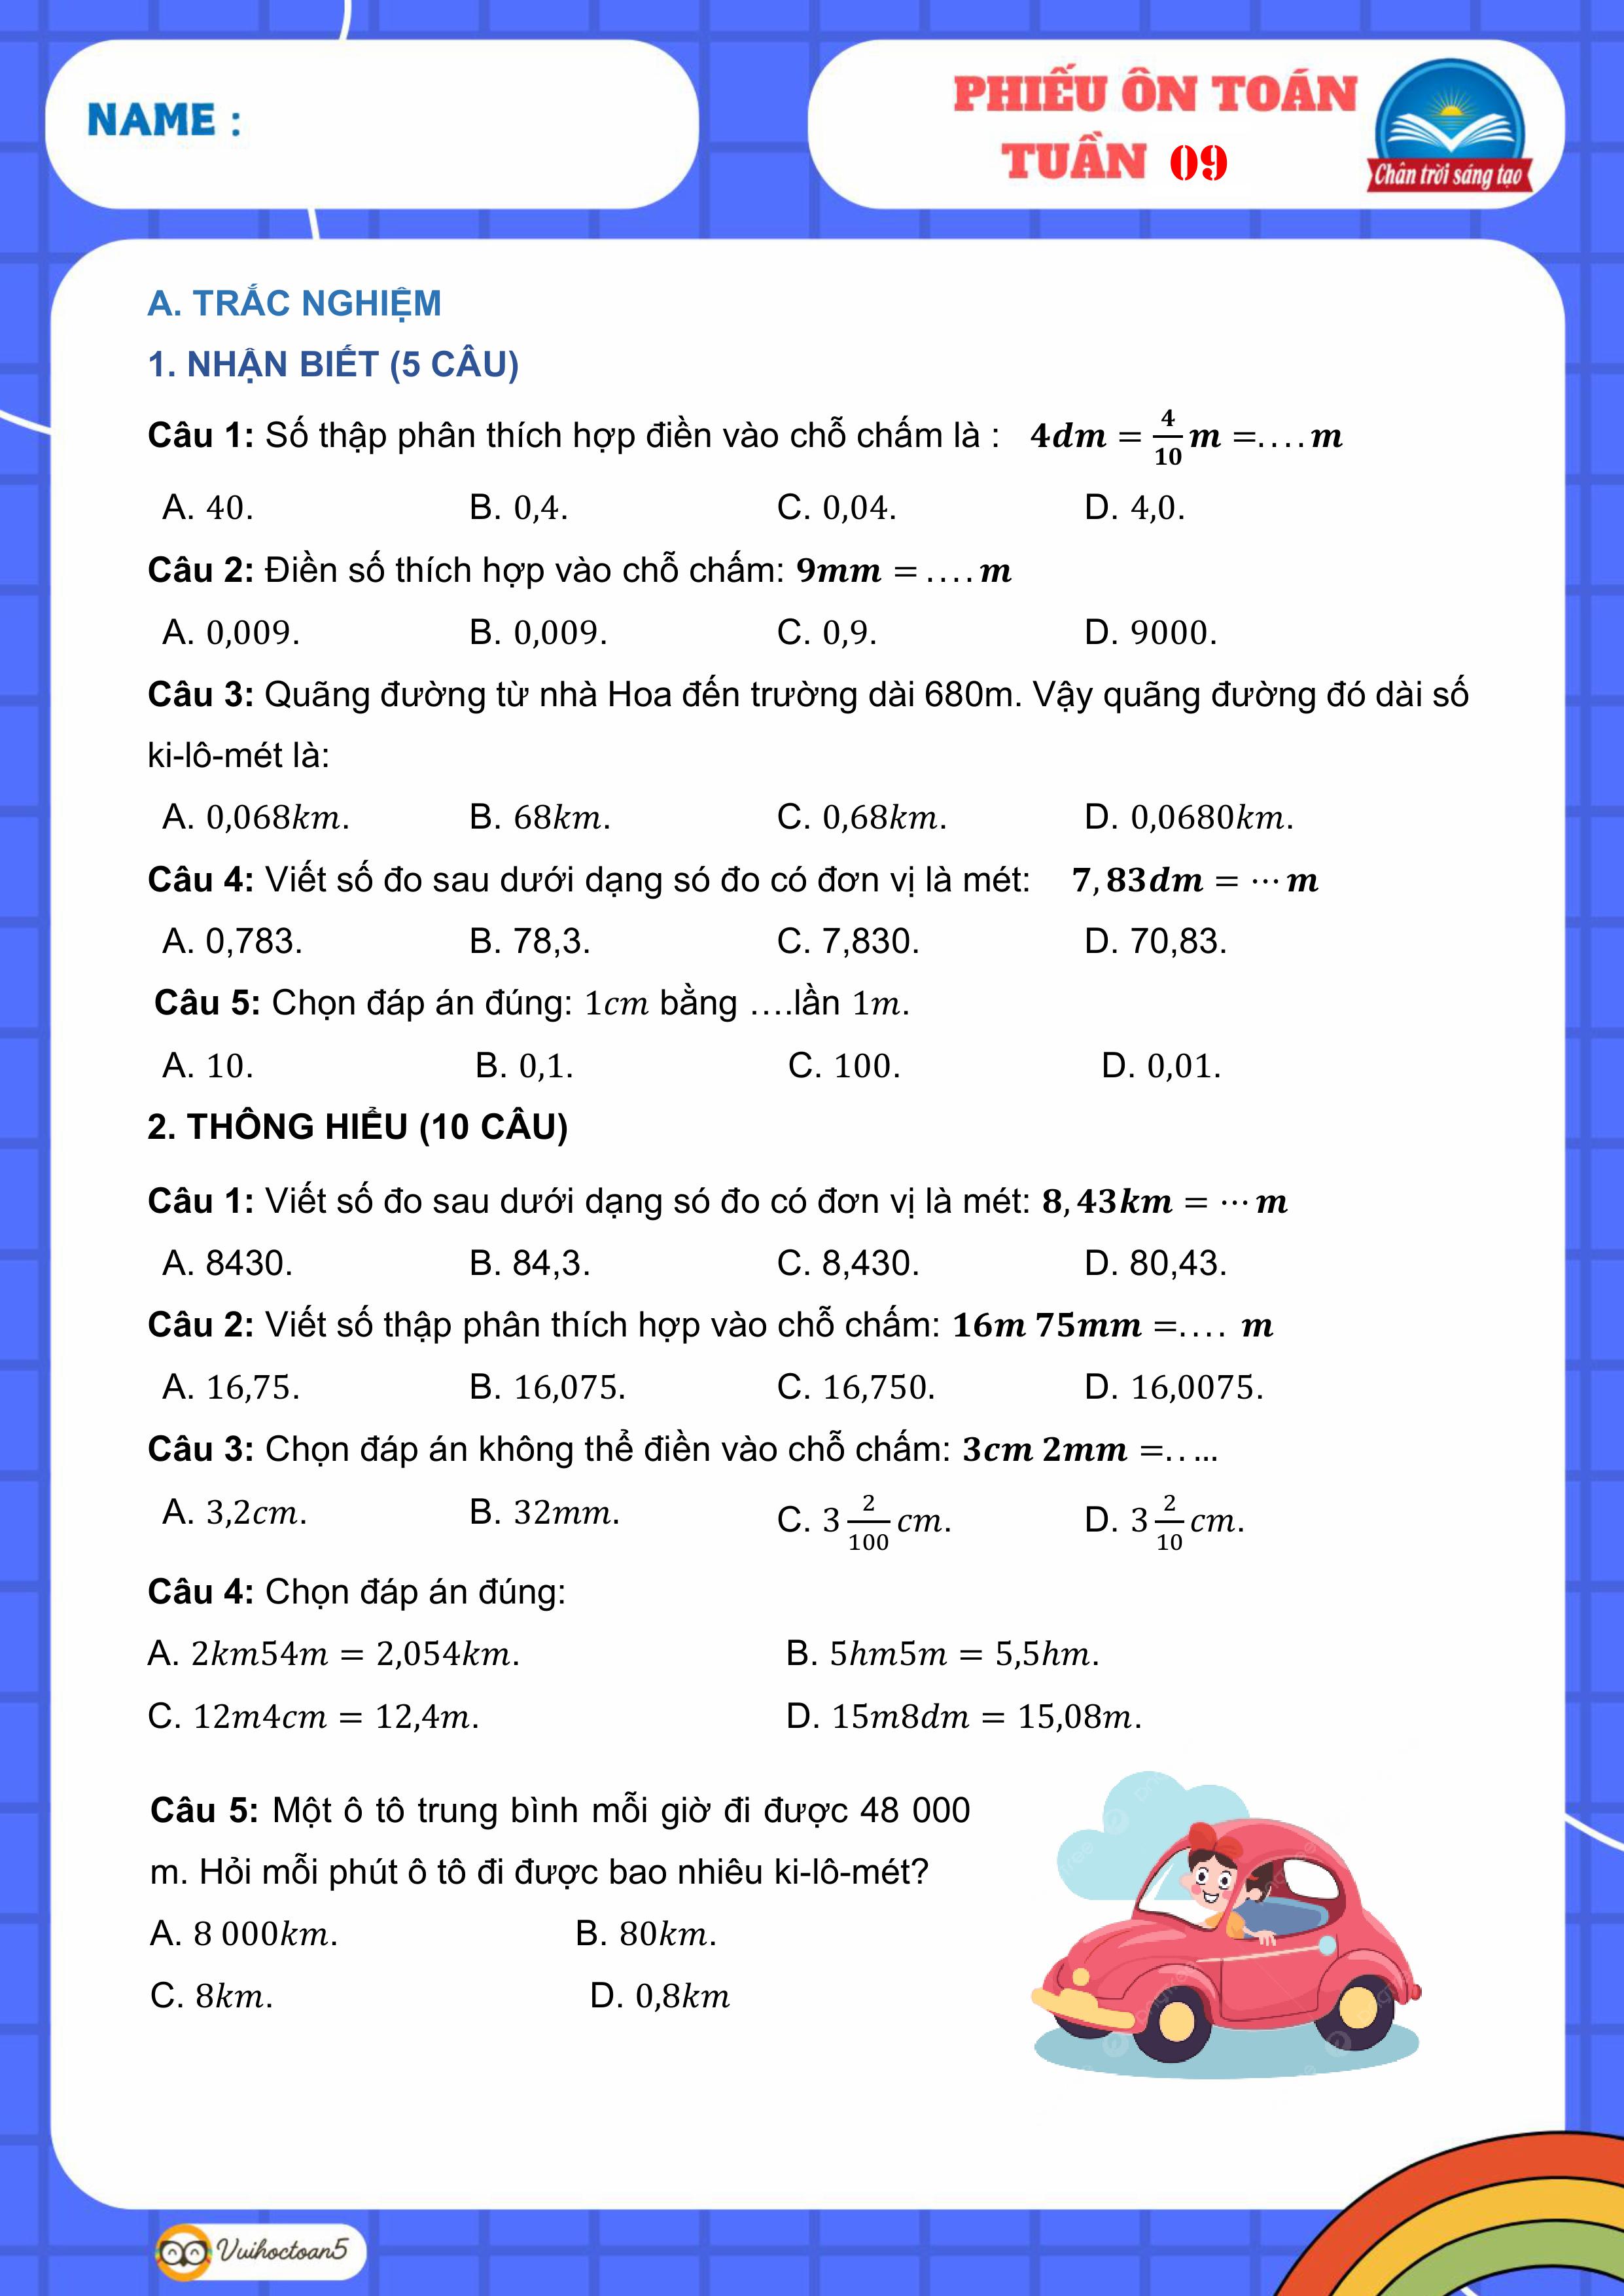 NAME :
PHIẾU ÔN TOÁN
TUẦN 09
Chân trời sáng tạo
A. TRẮC NGHIỆM
1. NHẬN BIẾT (5 CÂU)
Câu 1: Số thập phân thích hợp điền vào chỗ chấm là : 4dm = 4/10 m =.... m
A. 40. B. 0,4. C. 0,04. D. 4,0.
Câu 2: Điền số thích hợp vào chỗ chấm: 9mm = .... m
A. 0,009. B. 0,009. C. 0,9. D. 9000.
Câu 3: Quãng đường từ nhà Hoa đến trường dài 680m. Vậy quãng đường đó dài số
ki-lô-mét là:
A. 0,068km. B. 68km. C. 0,68km. D. 0,0680km.
Câu 4: Viết số đo sau dưới dạng só đo có đơn vị là mét: 7,83dm = ⋯ m
A. 0,783. B. 78,3. C. 7,830. D. 70,83.
Câu 5: Chọn đáp án đúng: 1cm bằng ….lần 1m.
A. 10. B. 0,1. C. 100. D. 0,01.
2. THÔNG HIỂU (10 CÂU)
Câu 1: Viết số đo sau dưới dạng só đo có đơn vị là mét: 8,43km = ⋯ m
A. 8430. B. 84,3. C. 8,430. D. 80,43.
Câu 2: Viết số thập phân thích hợp vào chỗ chấm: 16m 75mm =.... m
A. 16,75. B. 16,075. C. 16,750. D. 16,0075.
Câu 3: Chọn đáp án không thể điền vào chỗ chấm: 3cm 2mm =.. ...
A. 3,2cm. B. 32mm. C. 3 2/100 cm. D. 3 2/10 cm.
Câu 4: Chọn đáp án đúng:
A. 2km54m = 2,054km. B. 5hm5m = 5,5hm.
C. 12m4cm = 12,4m. D. 15m8dm = 15,08m.
Câu 5: Một ô tô trung bình mỗi giờ đi được 48 000
m. Hỏi mỗi phút ô tô đi được bao nhiêu ki-lô-mét?
A. 8 000km. B. 80km.
C. 8km. D. 0,8km
Vuihoctoan5